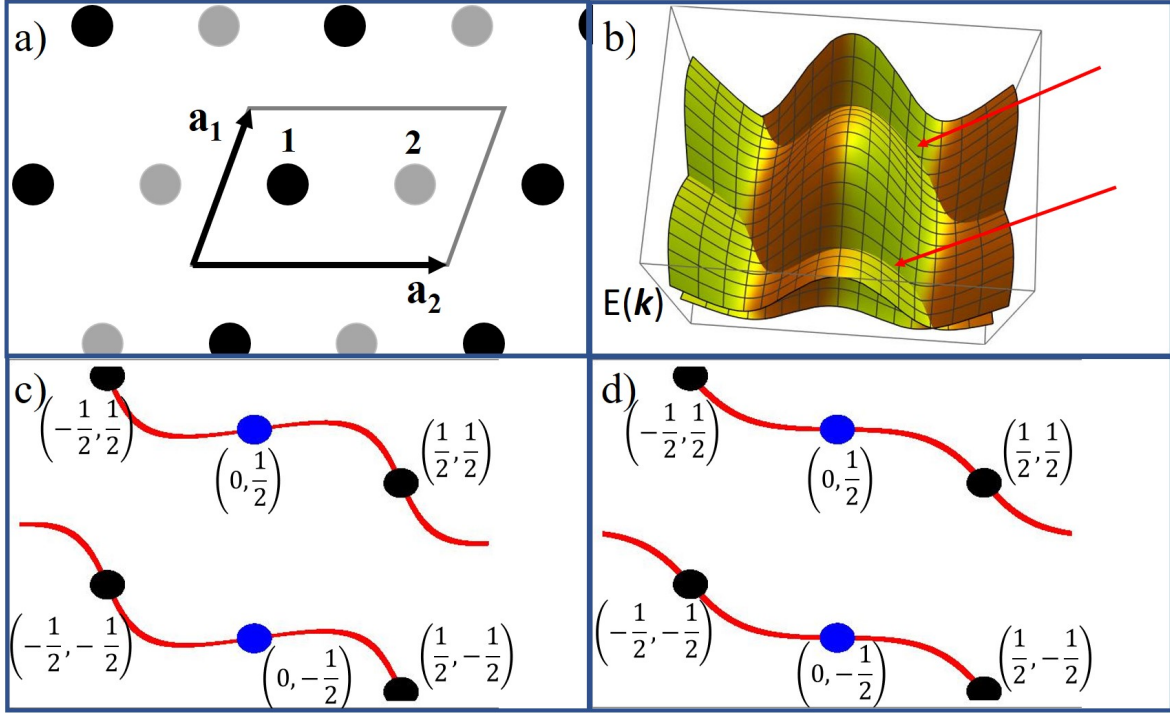 a)
a₁
1
2
a₂
b)
E(k)
c)
(-1/2, 1/2)
(0, 1/2)
(1/2, 1/2)
(-1/2, -1/2)
(0, -1/2)
(1/2, -1/2)
d)
(-1/2, 1/2)
(0, 1/2)
(1/2, 1/2)
(-1/2, -1/2)
(0, -1/2)
(1/2, -1/2)